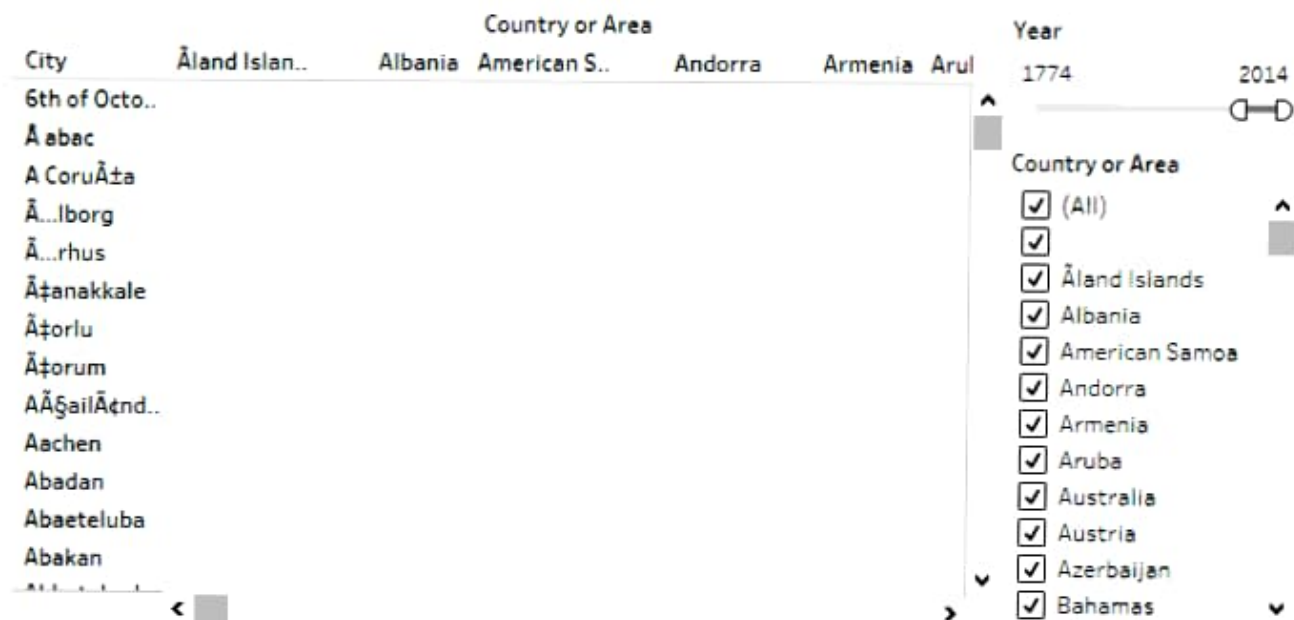 Country or Area
City Ãland Islan.. Albania American S.. Andorra Armenia Arul
6th of Octo..
Å abac
A CoruÃ±a
Ã...lborg
Ã...rhus
Ã‡anakkale
Ã‡orlu
Ã‡orum
AÃ§ailÃ¢nd..
Aachen
Abadan
Abaeteluba
Abakan
Year
1774 2014
Country or Area
(All)
Ãland Islands
Albania
American Samoa
Andorra
Armenia
Aruba
Australia
Austria
Azerbaijan
Bahamas